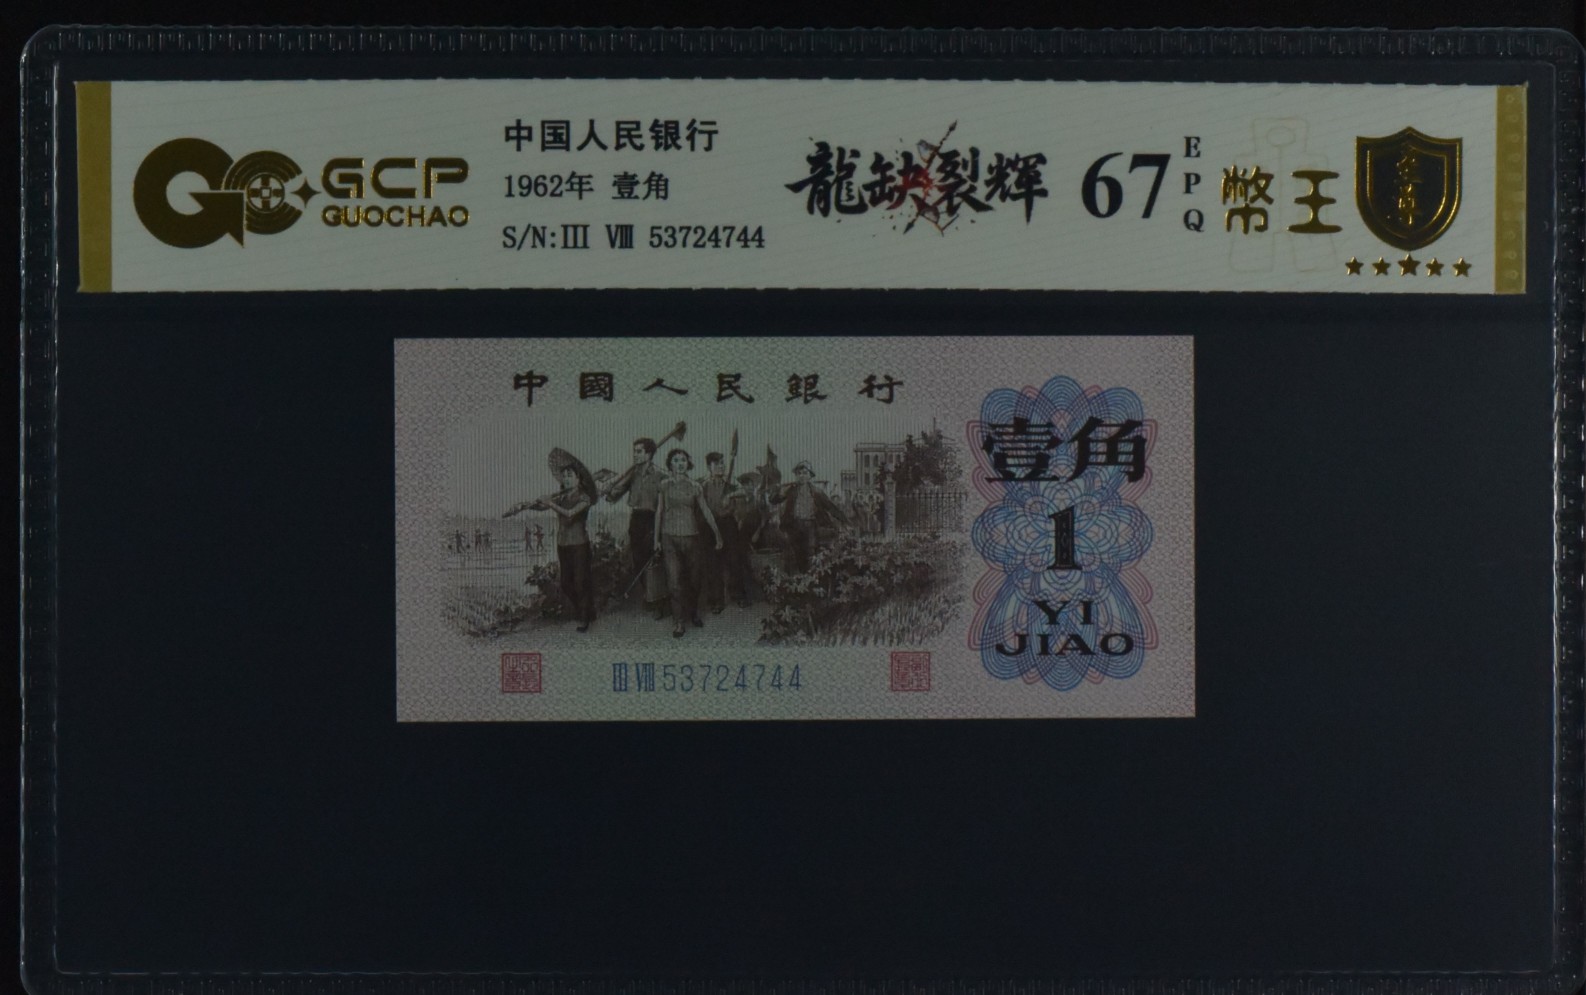 GCP
GUOCHAO
中国人民银行
1962年 壹角
S/N:III VIII 53724744
龍缺裂輝
67
EPQ
幣王
中國人民銀行
壹角
1
YI
JIAO
III VIII 53724744